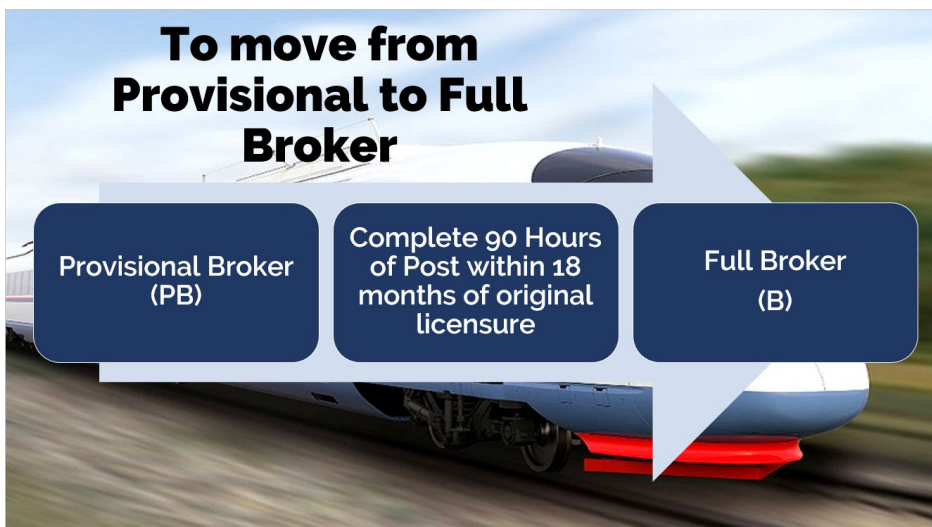 To move from
Provisional to Full
Broker
Provisional Broker
(PB)
Complete 90 Hours
of Post within 18
months of original
licensure
Full Broker
(B)